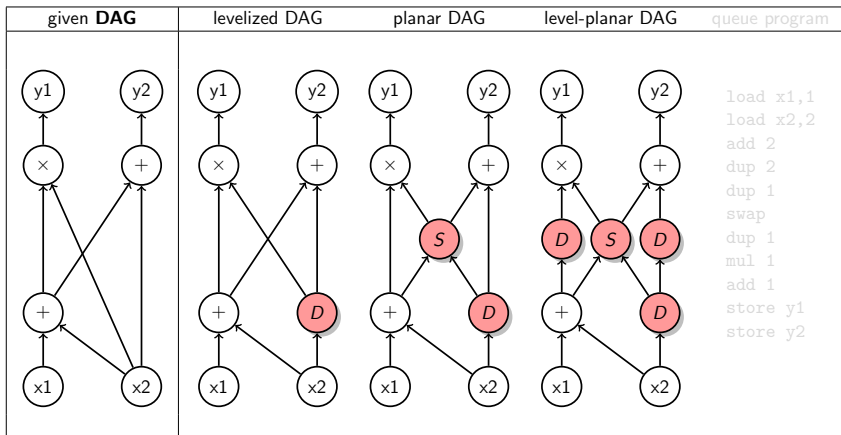 given DAG levelized DAG planar DAG level-planar DAG queue program
y1 y2 y1 y2 y1 y2 y1 y2
load x1,1
load x2,2
add 2
× + × + × + × +
dup 2
dup 1
swap
S D S D
dup 1
mul 1
add 1
+ + D + D + D
store y1
store y2
x1 x2 x1 x2 x1 x2 x1 x2